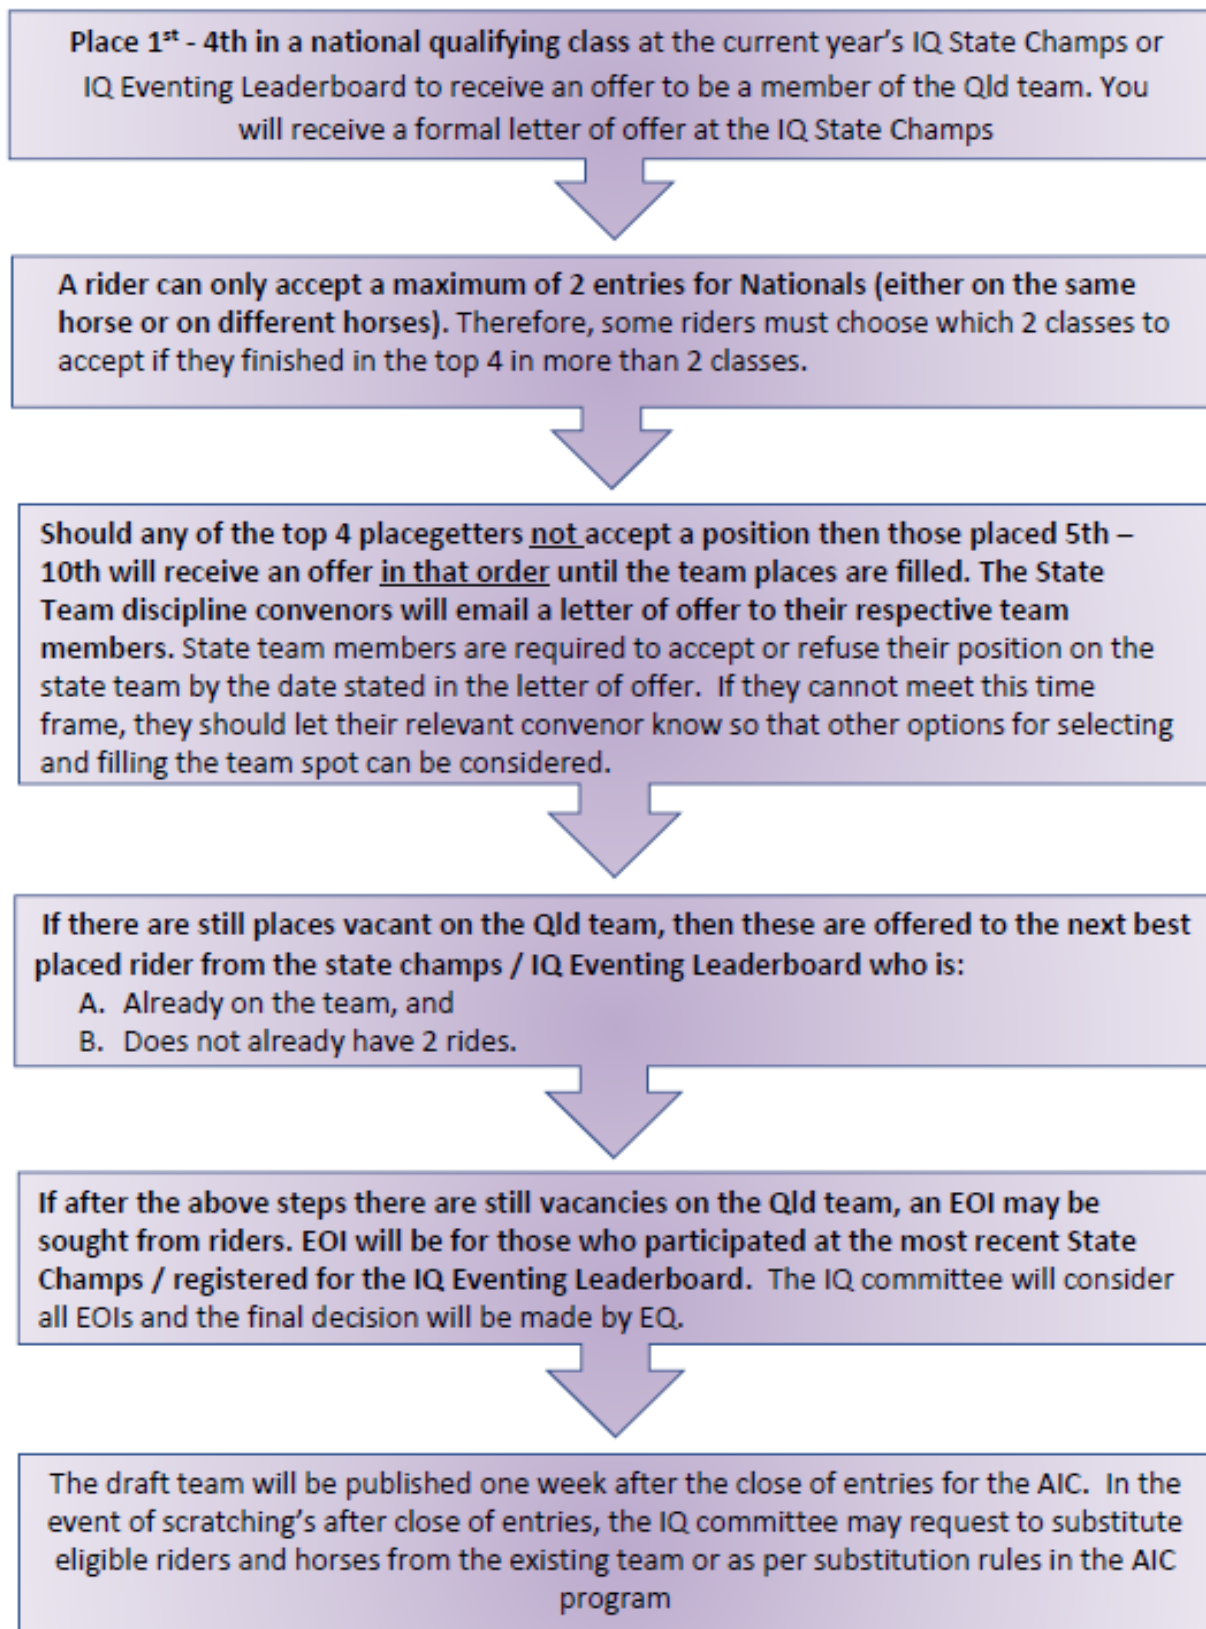 Place 1st - 4th in a national qualifying class at the current year's IQ State Champs or
IQ Eventing Leaderboard to receive an offer to be a member of the Qld team. You
will receive a formal letter of offer at the IQ State Champs
A rider can only accept a maximum of 2 entries for Nationals (either on the same
horse or on different horses). Therefore, some riders must choose which 2 classes to
accept if they finished in the top 4 in more than 2 classes.
Should any of the top 4 placegetters not accept a position then those placed 5th –
10th will receive an offer in that order until the team places are filled. The State
Team discipline convenors will email a letter of offer to their respective team
members. State team members are required to accept or refuse their position on the
state team by the date stated in the letter of offer. If they cannot meet this time
frame, they should let their relevant convenor know so that other options for selecting
and filling the team spot can be considered.
If there are still places vacant on the Qld team, then these are offered to the next best
placed rider from the state champs / IQ Eventing Leaderboard who is:
A. Already on the team, and
B. Does not already have 2 rides.
If after the above steps there are still vacancies on the Qld team, an EOI may be
sought from riders. EOI will be for those who participated at the most recent State
Champs / registered for the IQ Eventing Leaderboard. The IQ committee will consider
all EOIs and the final decision will be made by EQ.
The draft team will be published one week after the close of entries for the AIC. In the
event of scratching's after close of entries, the IQ committee may request to substitute
eligible riders and horses from the existing team or as per substitution rules in the AIC
program